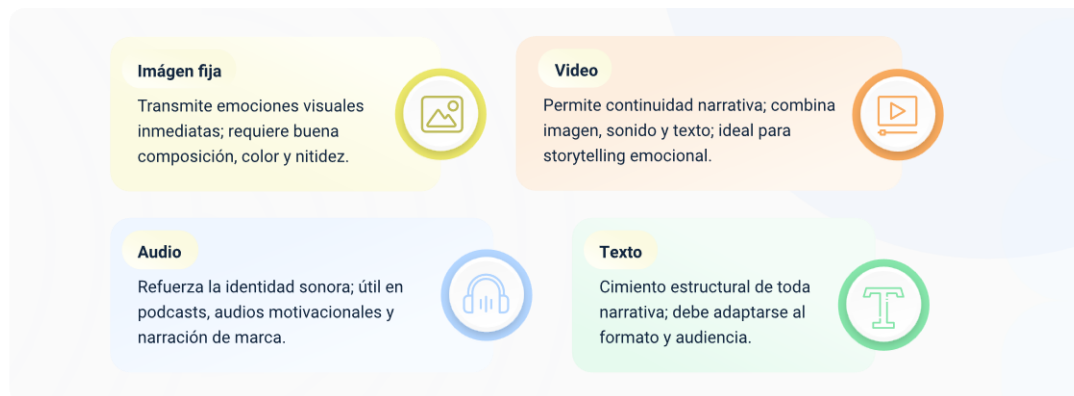 Imágen fija
Transmite emociones visuales
inmediatas; requiere buena
composición, color y nitidez.
Video
Permite continuidad narrativa; combina
imagen, sonido y texto; ideal para
storytelling emocional.
Audio
Refuerza la identidad sonora; útil en
podcasts, audios motivacionales y
narración de marca.
Texto
Cimiento estructural de toda
narrativa; debe adaptarse al
formato y audiencia.